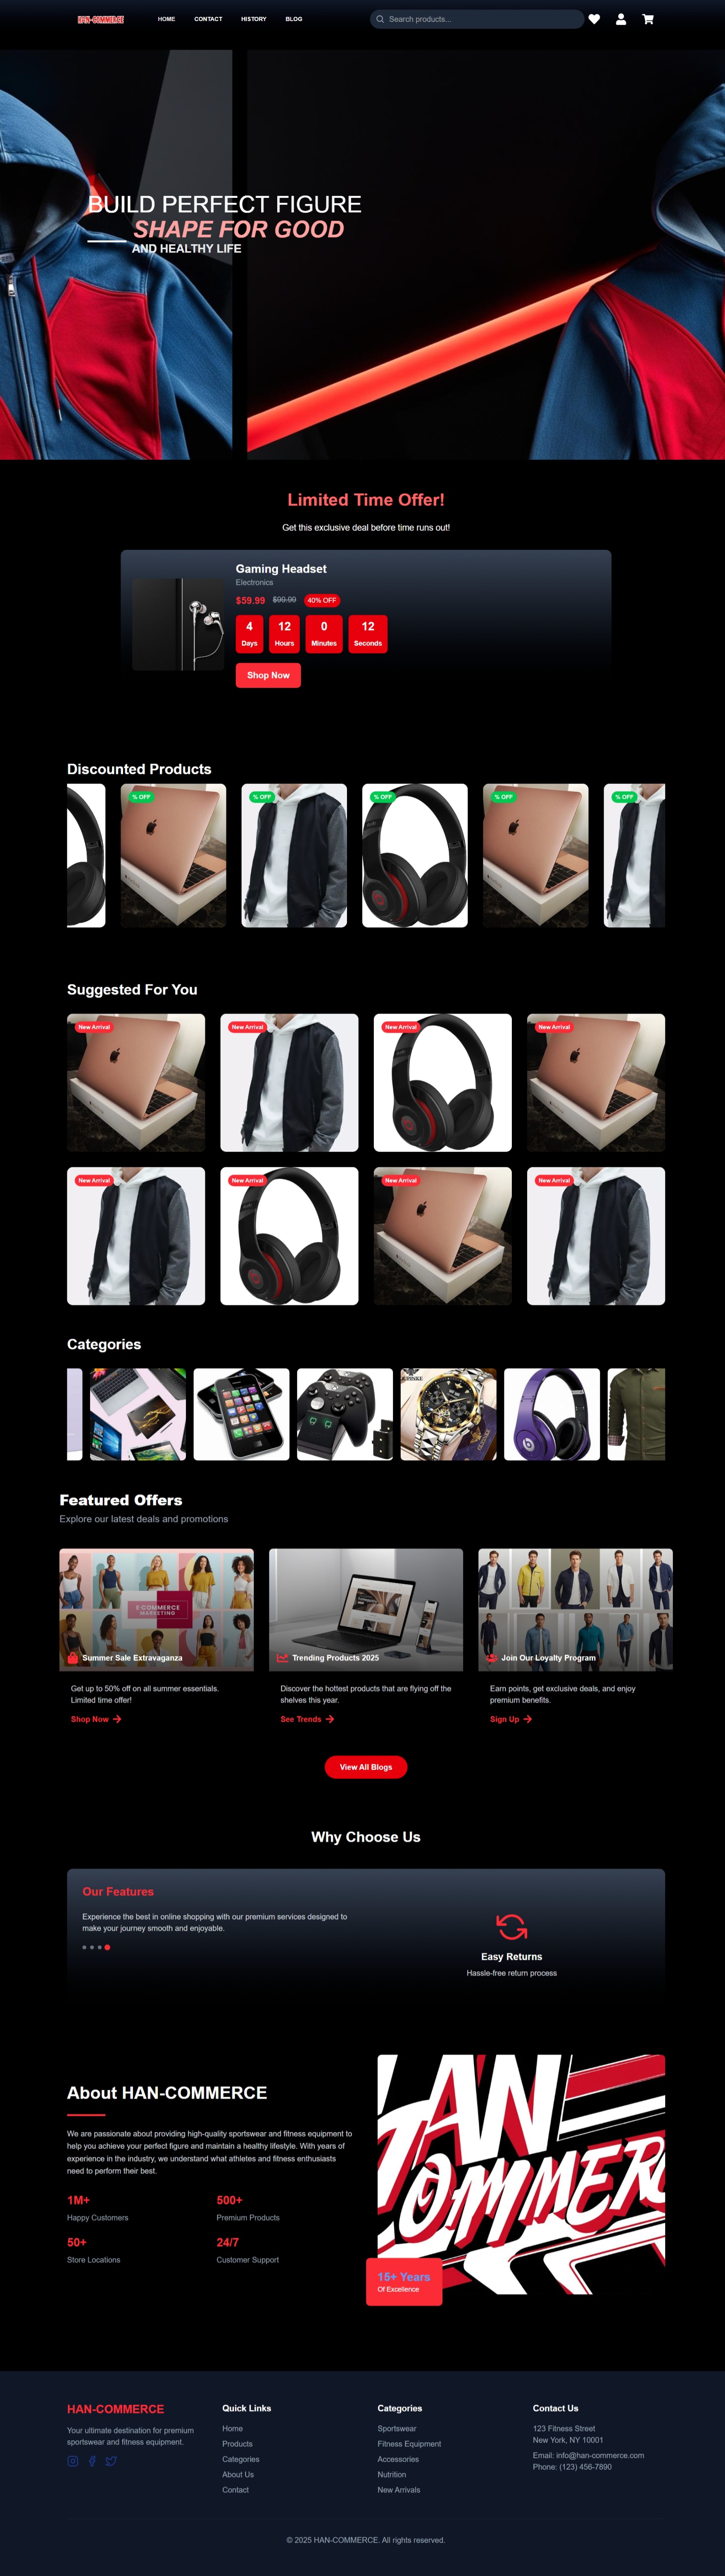 HAN-COMMERCE
HOME
CONTACT
HISTORY
BLOG
Search products...
BUILD PERFECT FIGURE
SHAPE FOR GOOD
AND HEALTHY LIFE
Limited Time Offer!
Get this exclusive deal before time runs out!
Gaming Headset
Electronics
$59.99 $99.99 40% OFF
4 12 0 12
Days Hours Minutes Seconds
Shop Now
Discounted Products
% OFF
% OFF
% OFF
% OFF
% OFF
Suggested For You
New Arrival
New Arrival
New Arrival
New Arrival
New Arrival
New Arrival
New Arrival
New Arrival
Categories
Featured Offers
Explore our latest deals and promotions
E COMMERCE
MARKETING
Summer Sale Extravaganza
Get up to 50% off on all summer essentials.
Limited time offer!
Shop Now
Trending Products 2025
Discover the hottest products that are flying off the
shelves this year.
See Trends
Join Our Loyalty Program
Earn points, get exclusive deals, and enjoy
premium benefits.
Sign Up
View All Blogs
Why Choose Us
Our Features
Experience the best in online shopping with our premium services designed to
make your journey smooth and enjoyable.
Easy Returns
Hassle-free return process
About HAN-COMMERCE
We are passionate about providing high-quality sportswear and fitness equipment to
help you achieve your perfect figure and maintain a healthy lifestyle. With years of
experience in the industry, we understand what athletes and fitness enthusiasts
need to perform their best.
1M+
Happy Customers
500+
Premium Products
50+
Store Locations
24/7
Customer Support
15+ Years
Of Excellence
HAN-COMMERCE
Your ultimate destination for premium
sportswear and fitness equipment.
Quick Links
Home
Products
Categories
About Us
Contact
Categories
Sportswear
Fitness Equipment
Accessories
Nutrition
New Arrivals
Contact Us
123 Fitness Street
New York, NY 10001
Email: info@han-commerce.com
Phone: (123) 456-7890
© 2025 HAN-COMMERCE. All rights reserved.